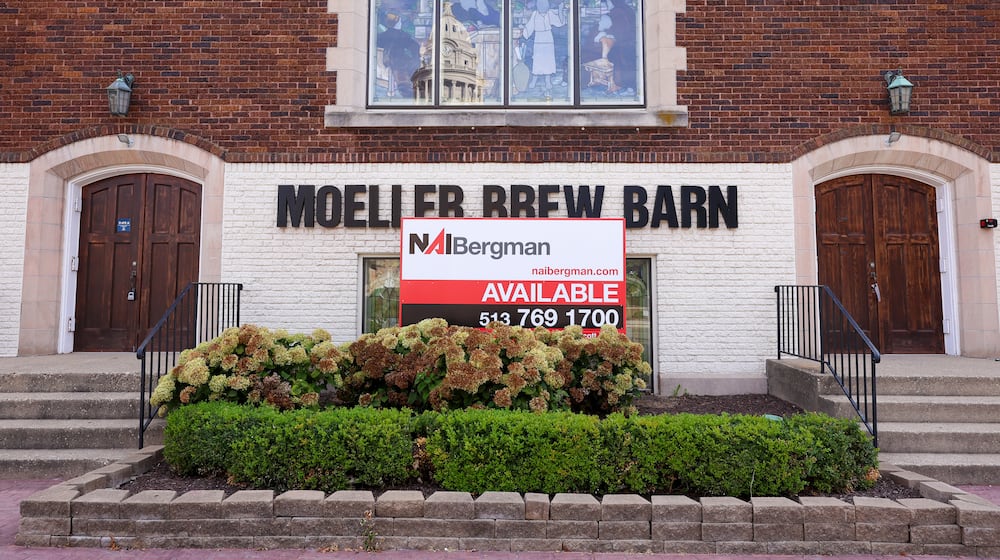 MOELLER BREW BARN
NAIBergman
naibergman.com
AVAILABLE
513 769 1700